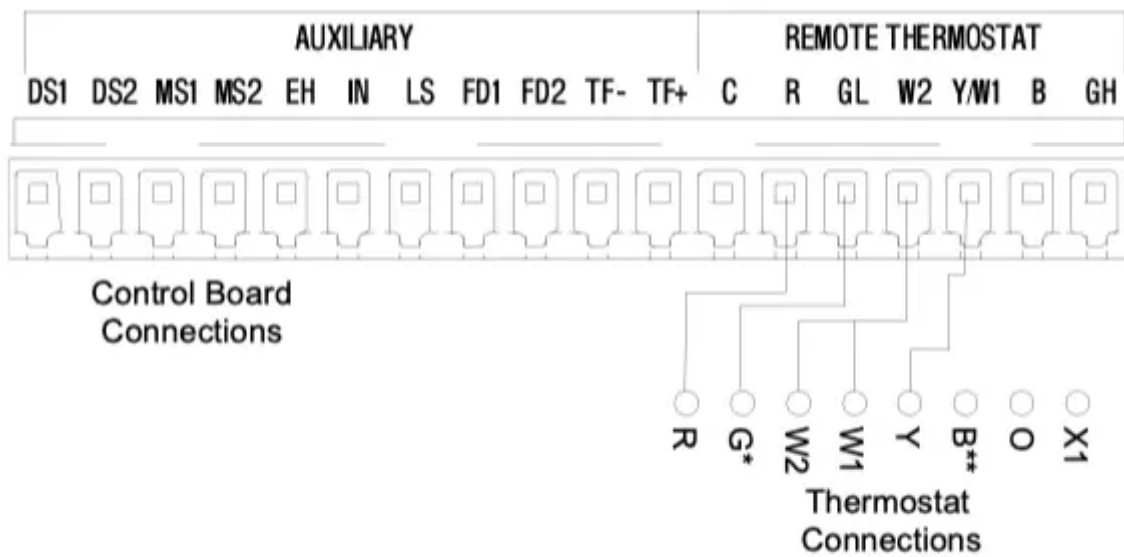 AUXILIARY REMOTE THERMOSTAT
DS1 DS2 MS1 MS2 EH IN LS FD1 FD2 TF- TF+ C R GL W2 Y/W1 B GH
Control Board
Connections
R G* W2 W1 Y B** O X1
Thermostat
Connections